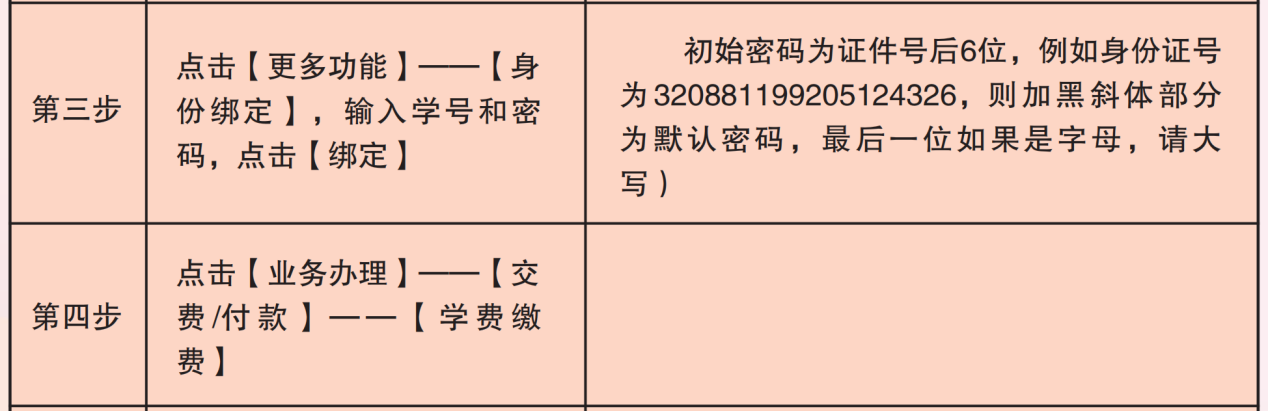 第三步
点击【更多功能】——【身
份绑定】，输入学号和密
码，点击【绑定】
初始密码为证件号后6位，例如身份证号
为320881199205124326，则加黑斜体部分
为默认密码，最后一位如果是字母，请大
写）
第四步
点击【业务办理】——【交
费/付款】——【学费缴
费】